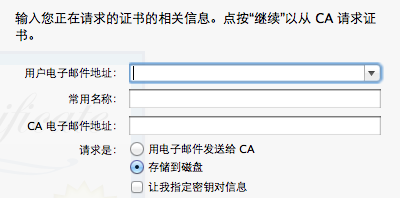 输入您正在请求的证书的相关信息。点按“继续”以从 CA 请求证
书。
用户电子邮件地址：
常用名称：
CA 电子邮件地址：
请求是：
用电子邮件发送给 CA
存储到磁盘
让我指定密钥对信息